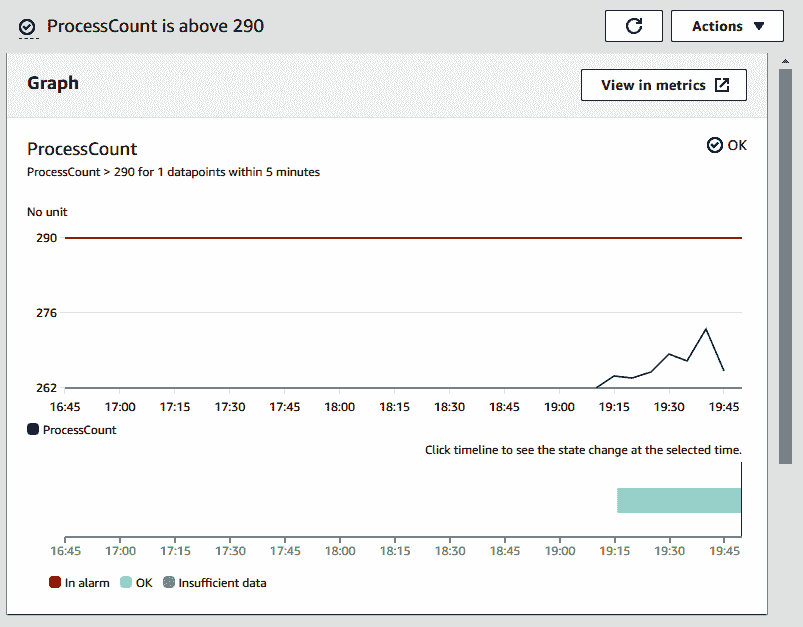 ProcessCount is above 290
Actions
Graph
View in metrics
ProcessCount
OK
ProcessCount > 290 for 1 datapoints within 5 minutes
No unit
290
276
262
16:45 17:00 17:15 17:30 17:45 18:00 18:15 18:30 18:45 19:00 19:15 19:30 19:45
ProcessCount
Click timeline to see the state change at the selected time.
16:45 17:00 17:15 17:30 17:45 18:00 18:15 18:30 18:45 19:00 19:15 19:30 19:45
In alarm OK Insufficient data